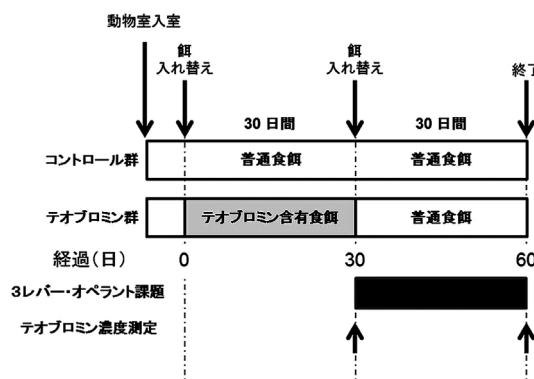 動物室入室
餌
入れ替え
餌
入れ替え
終了
30 日間
30 日間
コントロール群
普通食餌
普通食餌
テオブロミン群
テオブロミン含有食餌
普通食餌
経過(日)
0
30
60
3レバー・オペラント課題
テオブロミン濃度測定